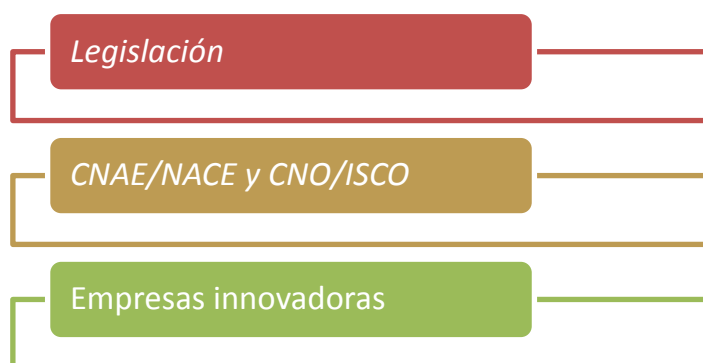 Legislación
CNAE/NACE y CNO/ISCO
Empresas innovadoras